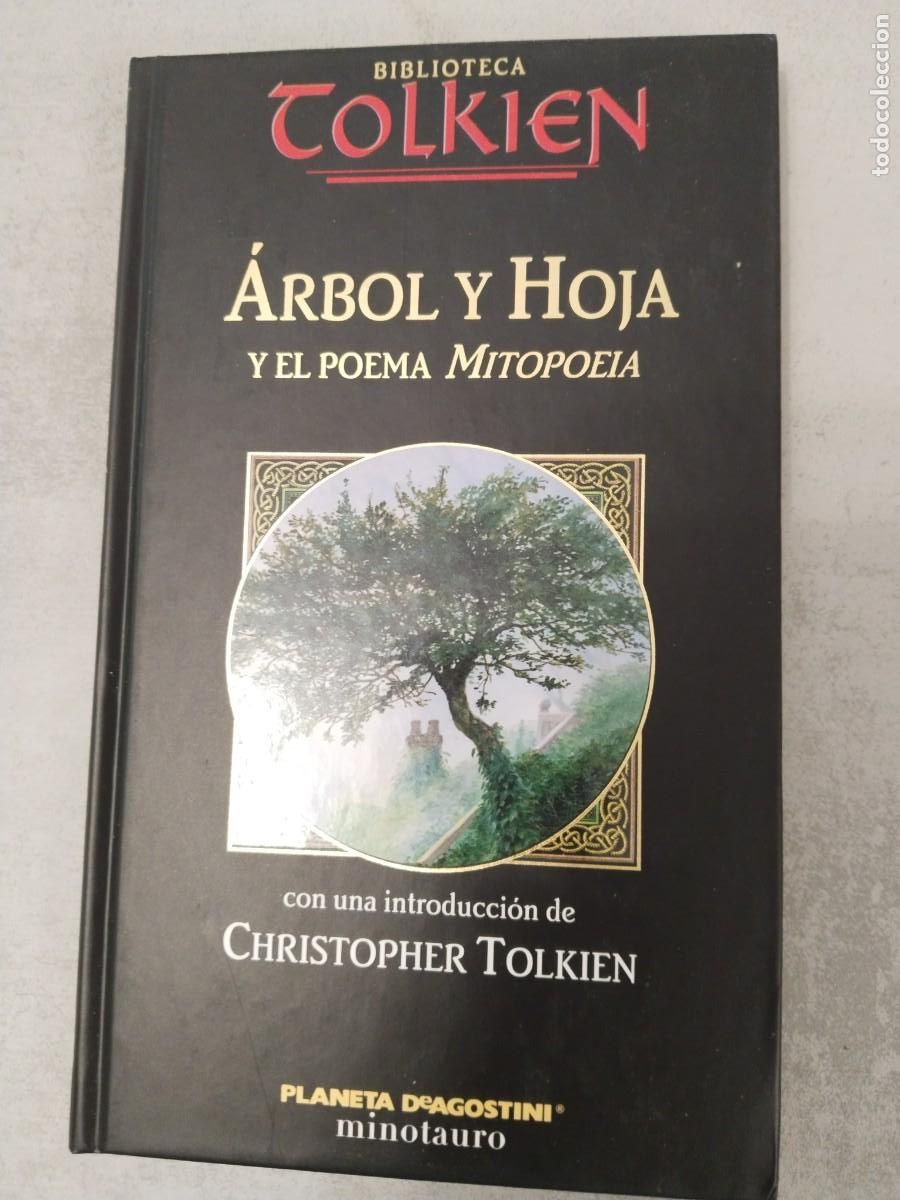 BIBLIOTECA
TOLKIEN
ÁRBOL Y HOJA
Y EL POEMA MITOPOEIA
con una introducción de
CHRISTOPHER TOLKIEN
PLANETA DeAGOSTINI®
minotauro
todocoleccion